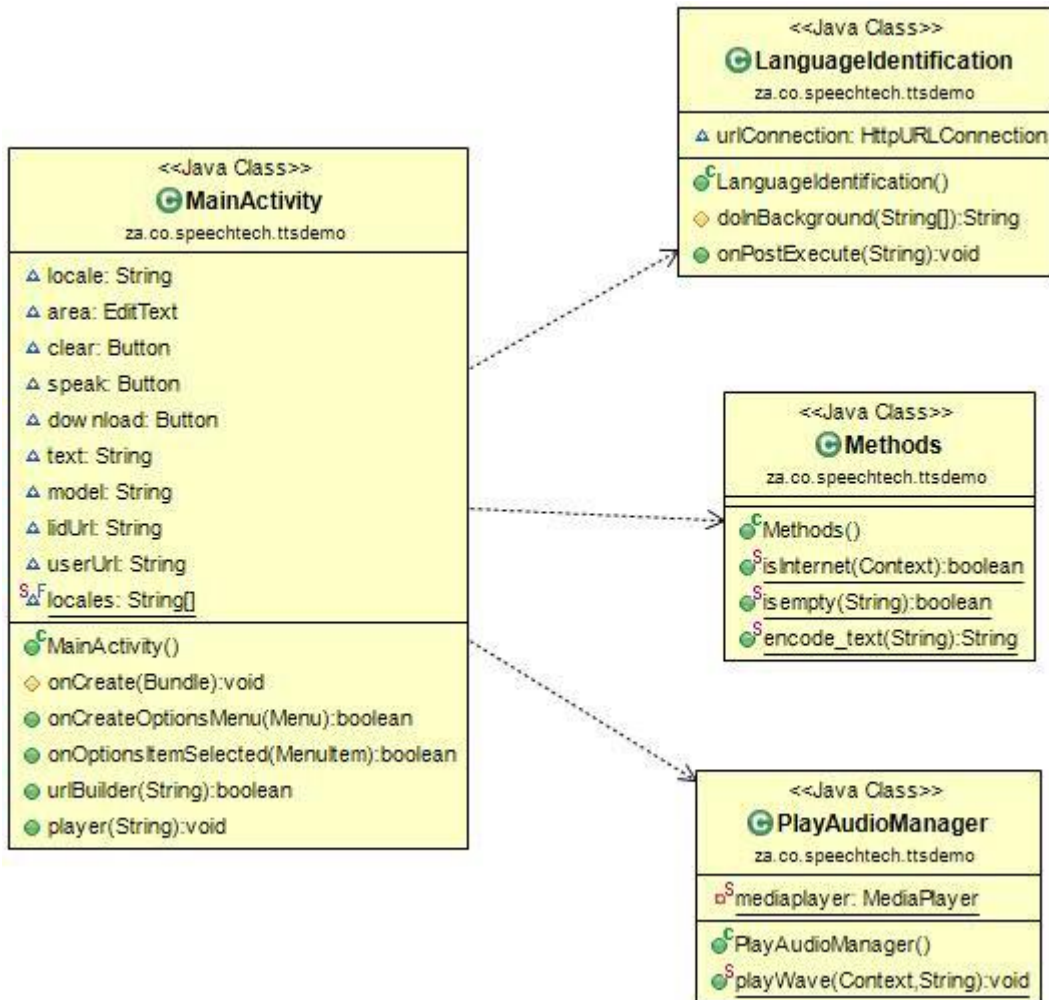 <<Java Class>>
MainActivity
za.co.speechtech.ttsdemo
locale: String
area: EditText
clear: Button
speak: Button
download: Button
text: String
model: String
lidUrl: String
userUrl: String
locales: String[]
MainActivity()
onCreate(Bundle):void
onCreateOptionsMenu(Menu):boolean
onOptionsItemSelected(MenuItem):boolean
urlBuilder(String):boolean
player(String):void
<<Java Class>>
LanguageIdentification
za.co.speechtech.ttsdemo
urlConnection: HttpURLConnection
LanguageIdentification()
doInBackground(String[]):String
onPostExecute(String):void
<<Java Class>>
Methods
za.co.speechtech.ttsdemo
Methods()
isInternet(Context):boolean
isempty(String):boolean
encode_text(String):String
<<Java Class>>
PlayAudioManager
za.co.speechtech.ttsdemo
mediaplayer: MediaPlayer
PlayAudioManager()
playWave(Context,String):void